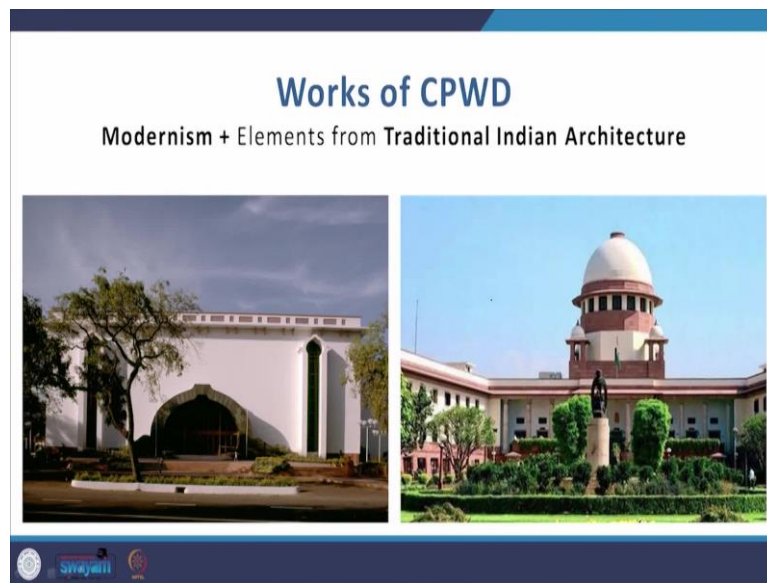 Works of CPWD
Modernism + Elements from Traditional Indian Architecture
swayam